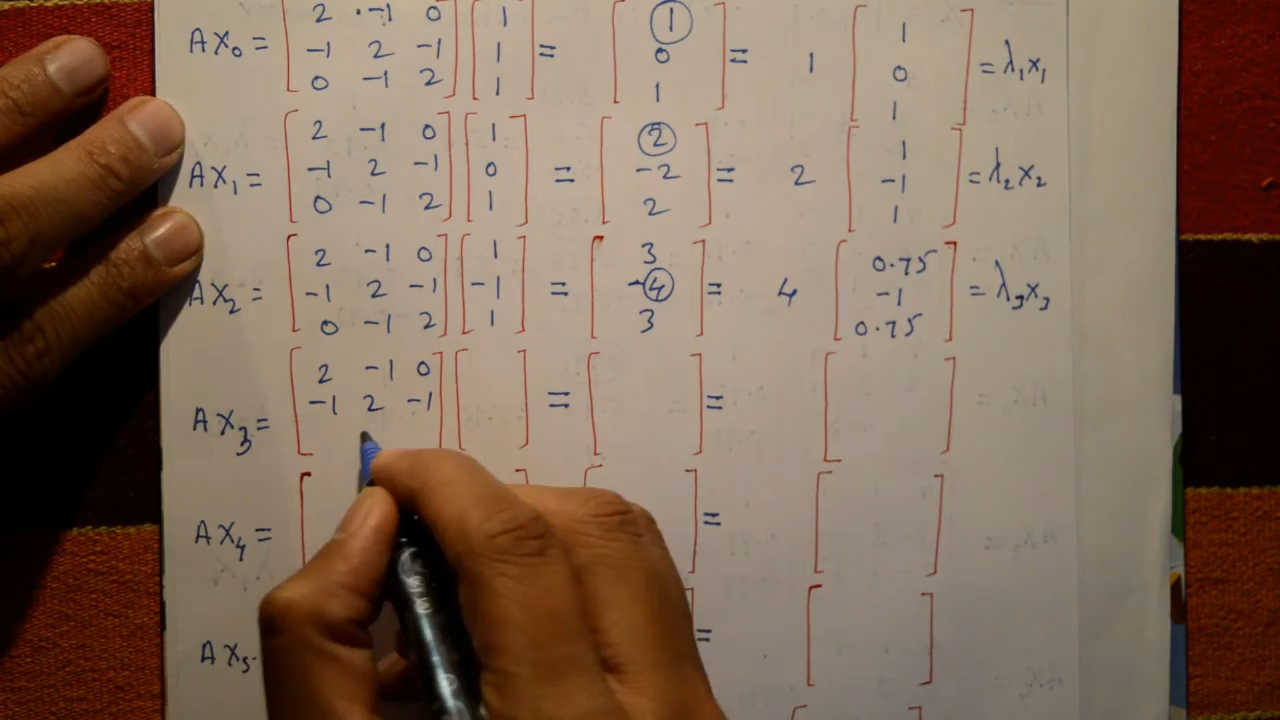 AX₀ = [2 -1 0; -1 2 -1; 0 -1 2] [1; 1; 1] = [1; 0; 1] = 1 [1; 0; 1] = λ₁x₁
AX₁ = [2 -1 0; -1 2 -1; 0 -1 2] [1; 0; 1] = [2; -2; 2] = 2 [1; -1; 1] = λ₂x₂
AX₂ = [2 -1 0; -1 2 -1; 0 -1 2] [1; -1; 1] = [3; -4; 3] = 4 [0.75; -1; 0.75] = λ₃x₃
AX₃ = [2 -1 0; -1 2 -1] [ ] = [ ] = [ ]
AX₄ = [ ] = [ ]
AX₅ = [ ]